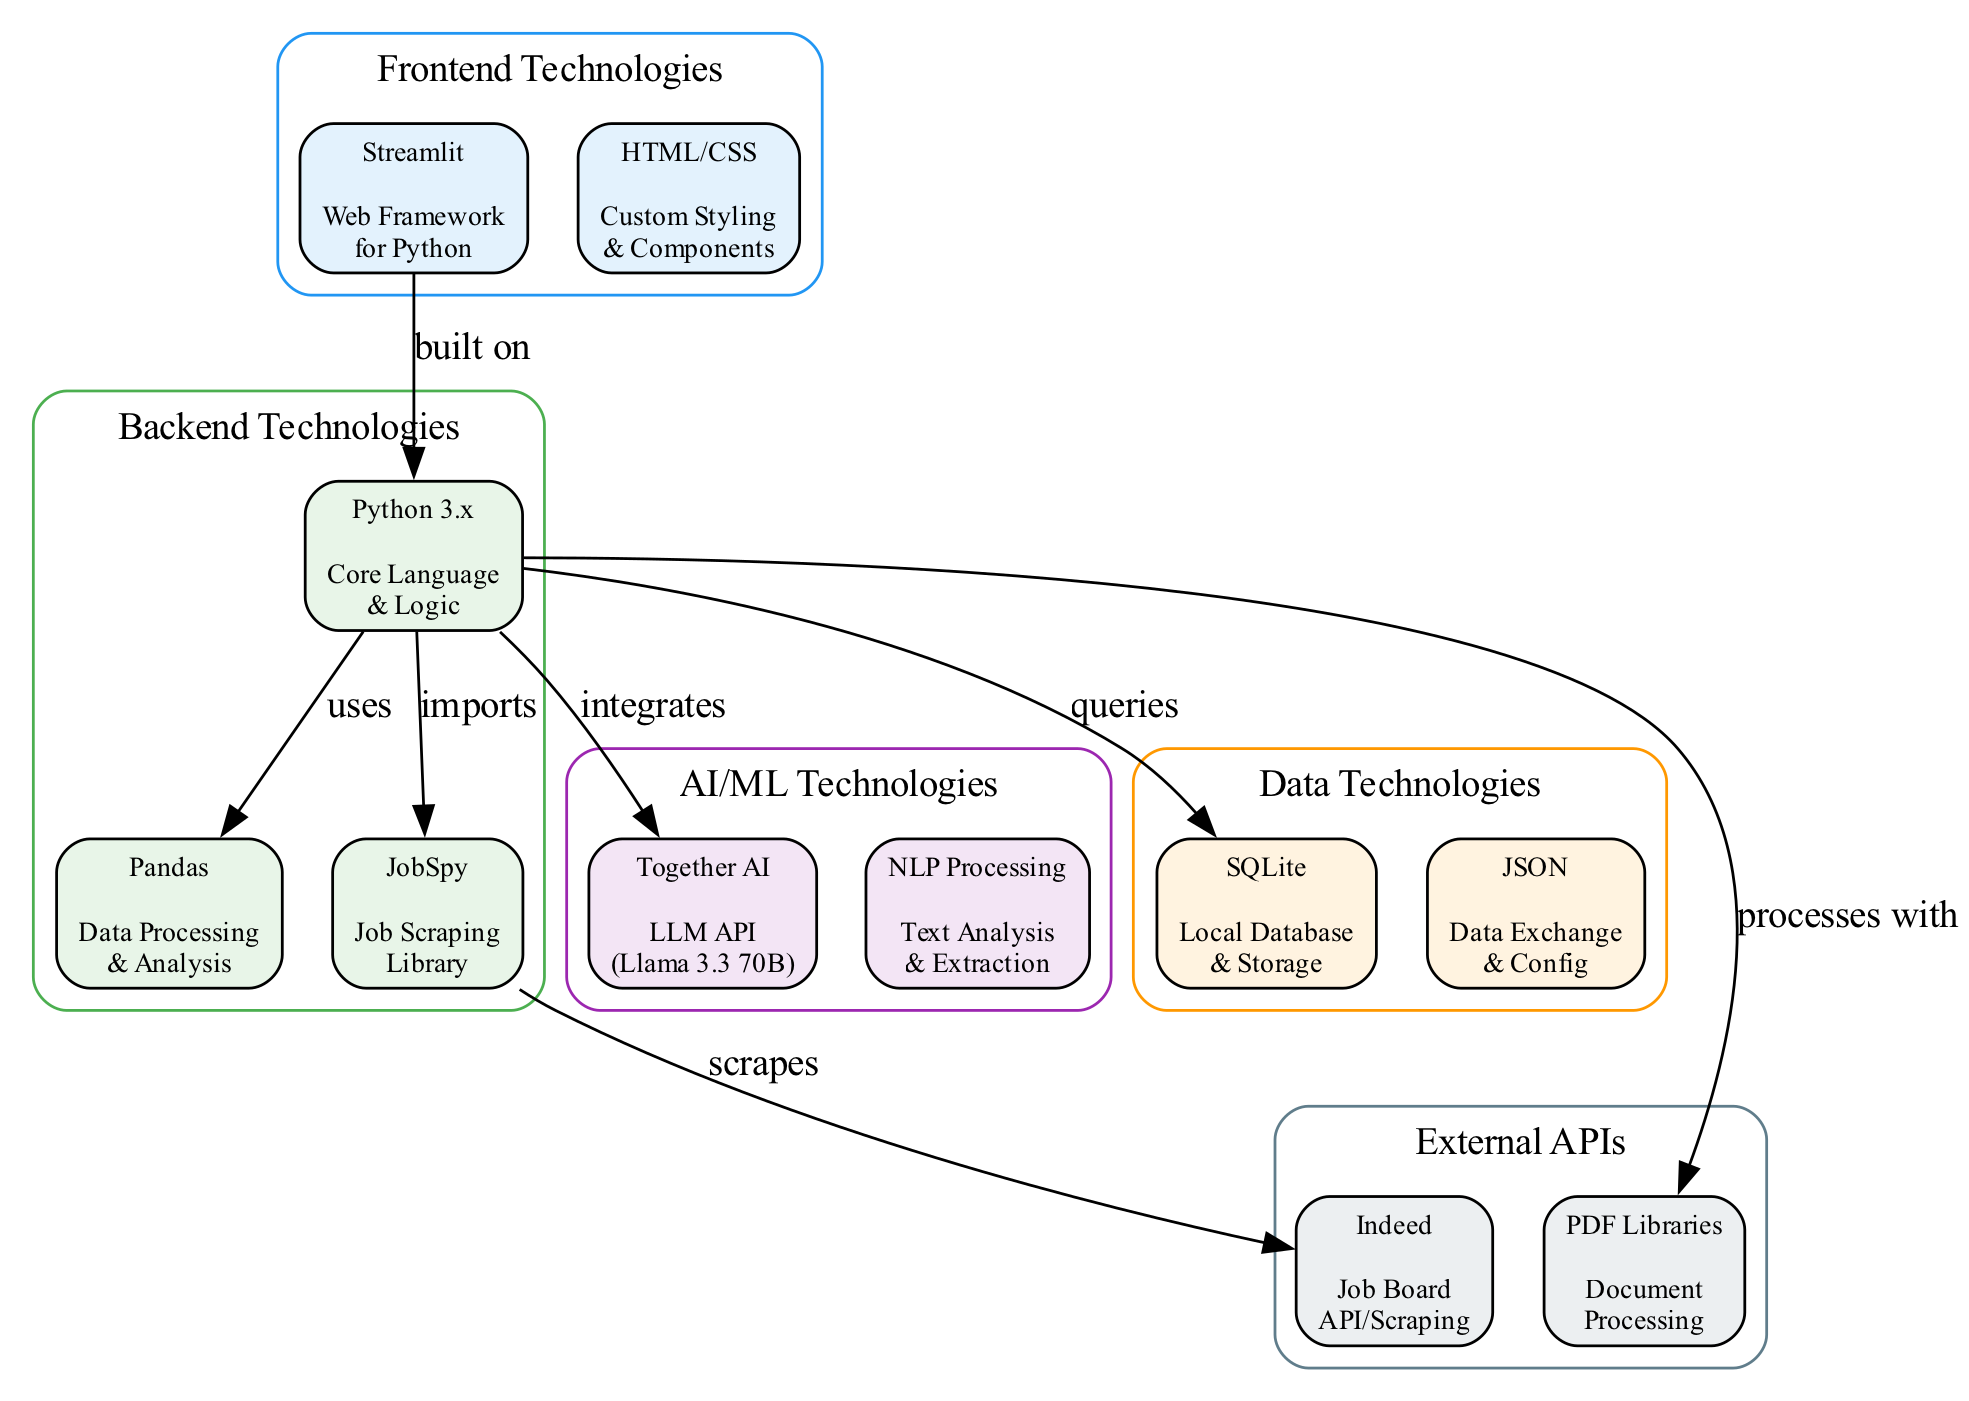 Frontend Technologies
Streamlit
Web Framework
for Python
HTML/CSS
Custom Styling
& Components
built on
Backend Technologies
Python 3.x
Core Language
& Logic
uses
imports
integrates
queries
Pandas
Data Processing
& Analysis
JobSpy
Job Scraping
Library
AI/ML Technologies
Together AI
LLM API
(Llama 3.3 70B)
NLP Processing
Text Analysis
& Extraction
Data Technologies
SQLite
Local Database
& Storage
JSON
Data Exchange
& Config
processes with
scrapes
External APIs
Indeed
Job Board
API/Scraping
PDF Libraries
Document
Processing